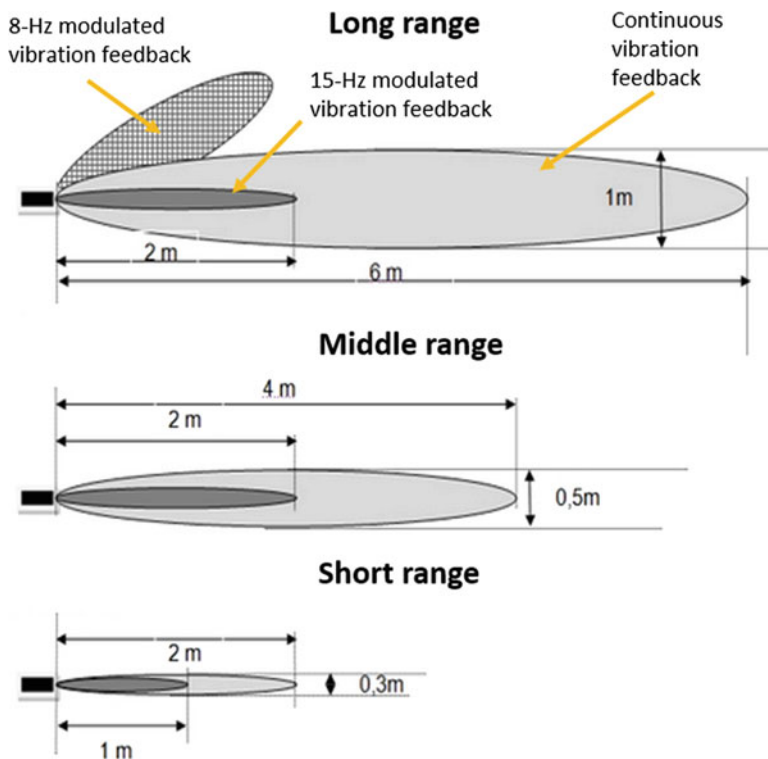 Long range
8-Hz modulated
vibration feedback
15-Hz modulated
vibration feedback
Continuous
vibration
feedback
1m
2 m
6 m
Middle range
4 m
2 m
0,5m
Short range
2 m
0,3m
1 m